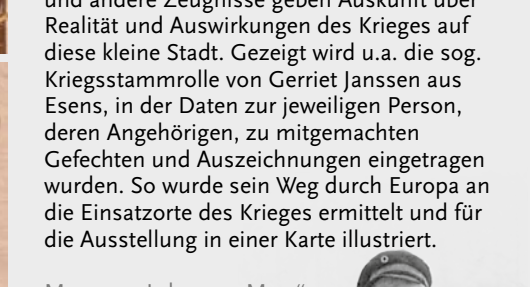 und andere Zeugnisse geben Auskunft über
Realität und Auswirkungen des Krieges auf
diese kleine Stadt. Gezeigt wird u.a. die sog.
Kriegsstammrolle von Gerriet Janssen aus
Esens, in der Daten zur jeweiligen Person,
deren Angehörigen, zu mitgemachten
Gefechten und Auszeichnungen eingetragen
wurden. So wurde sein Weg durch Europa an
die Einsatzorte des Krieges ermittelt und für
die Ausstellung in einer Karte illustriert.